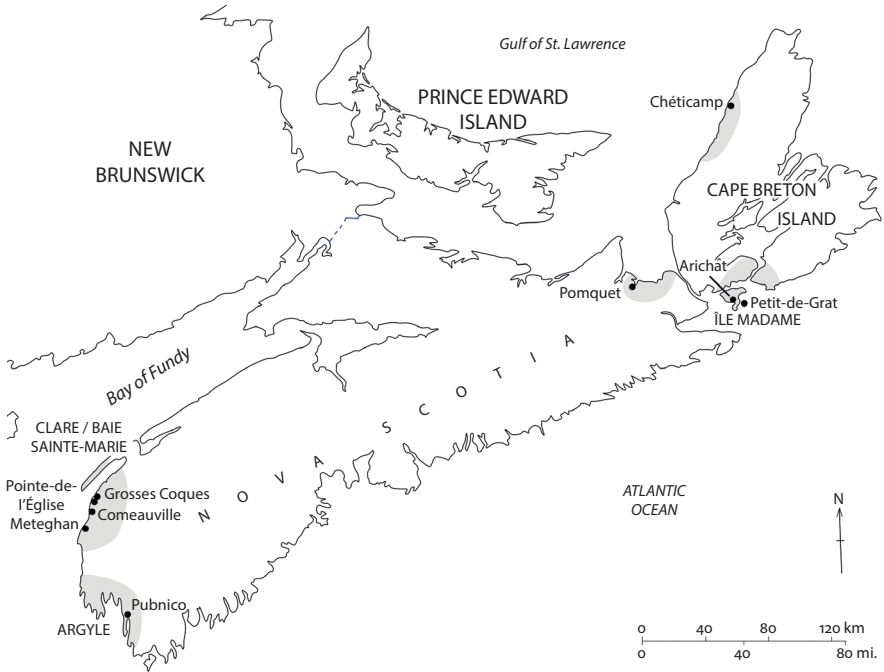 Gulf of St. Lawrence
PRINCE EDWARD
ISLAND
Chéticamp
NEW
BRUNSWICK
CAPE BRETON
ISLAND
Arichat
Pomquet
Petit-de-Grat
ÎLE MADAME
Bay of Fundy
NOVA SCOTIA
CLARE / BAIE
SAINTE-MARIE
Pointe-de-
l’Église
Grosses Coques
Comeauville
Meteghan
ATLANTIC
OCEAN
N
Pubnico
ARGYLE
0 40 80 120 km
0 40 80 mi.